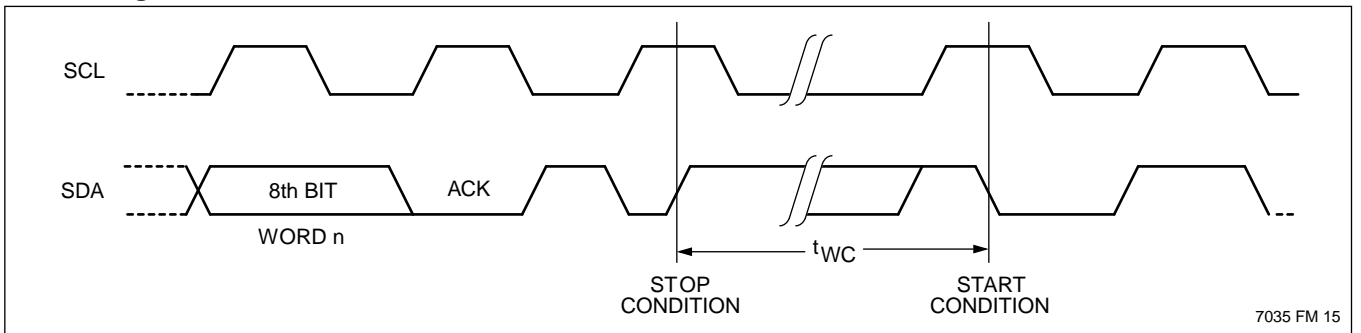 SCL
SDA
8th BIT
ACK
WORD n
tWC
STOP
CONDITION
START
CONDITION
7035 FM 15